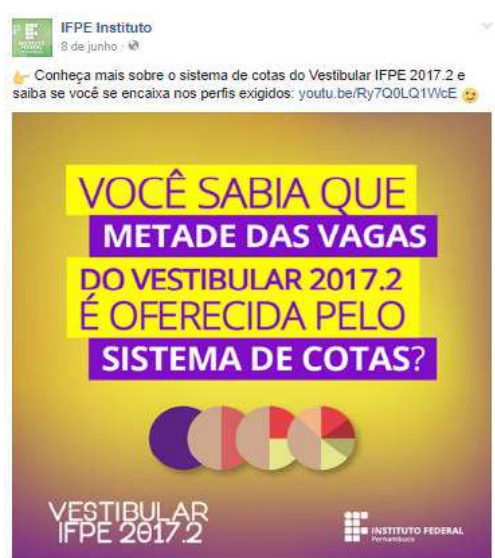 IFPE Instituto
8 de junho ·
Conheça mais sobre o sistema de cotas do Vestibular IFPE 2017.2 e
saiba se você se encaixa nos perfis exigidos: youtu.be/Ry7Q0LQ1WcE
VOCÊ SABIA QUE
METADE DAS VAGAS
DO VESTIBULAR 2017.2
É OFERECIDA PELO
SISTEMA DE COTAS?
VESTIBULAR
IFPE 2017.2
INSTITUTO FEDERAL
Pernambuco